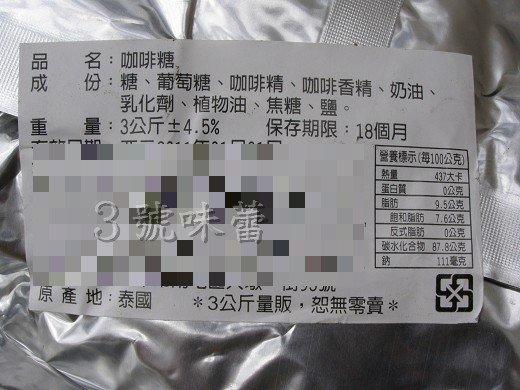 品　　名：咖啡糖
成　　份：糖、葡萄糖、咖啡精、咖啡香精、奶油、
乳化劑、植物油、焦糖、鹽。
重　　量：3公斤±4.5%　保存期限：18個月
營養標示(每100公克)
熱量　437大卡
蛋白質　0公克
脂肪　9.5公克
飽和脂肪　7.6公克
反式脂肪　0公克
碳水化合物　87.8公克
鈉　111毫克
3號味蕾
原 產 地：泰國　＊3公斤量販，恕無零賣＊